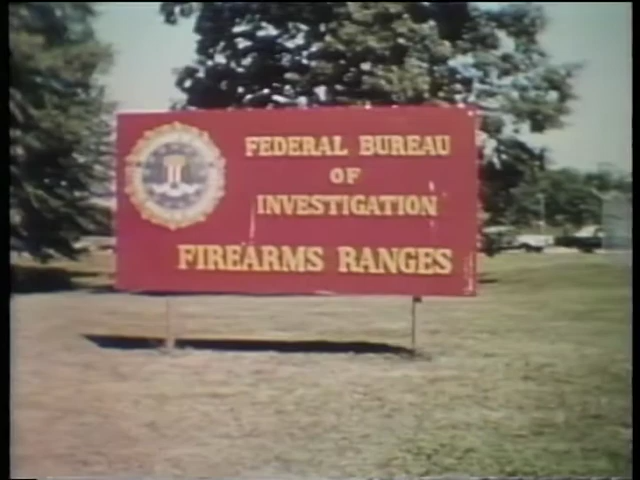 FEDERAL BUREAU
OF
INVESTIGATION
FIREARMS RANGES